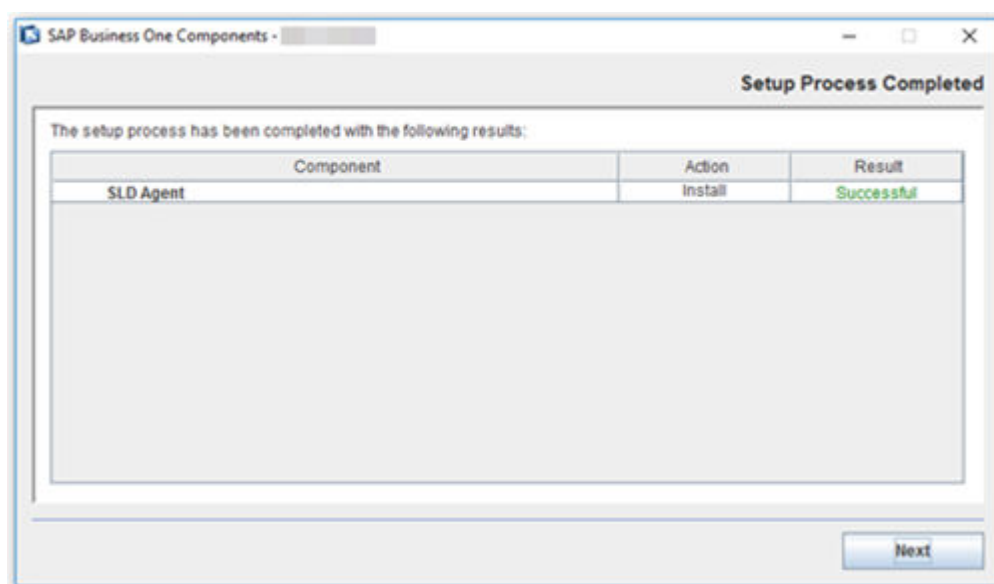 SAP Business One Components -
Setup Process Completed
The setup process has been completed with the following results:
Component Action Result
SLD Agent Install Successful
Next